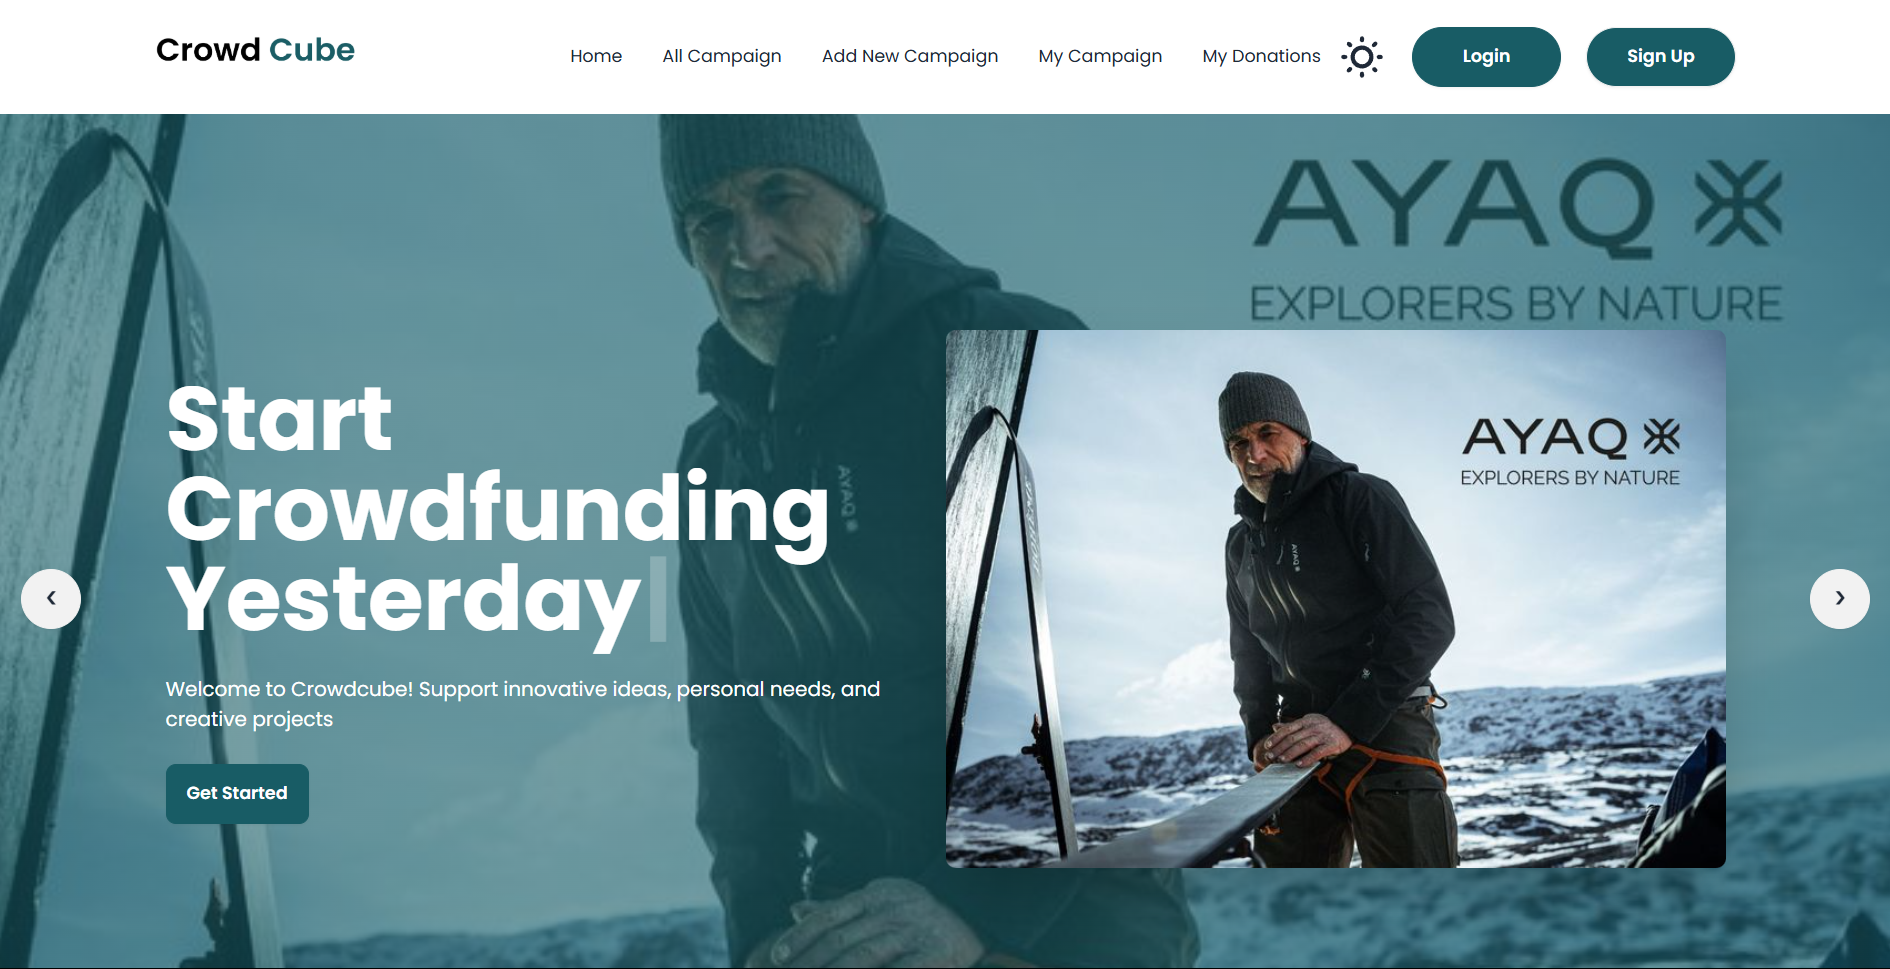 Crowd Cube
Home All Campaign Add New Campaign My Campaign My Donations Login Sign Up
AYAQ
EXPLORERS BY NATURE
Start
Crowdfunding
Yesterday
Welcome to Crowdcube! Support innovative ideas, personal needs, and
creative projects
Get Started
AYAQ
AYAQ
EXPLORERS BY NATURE
AYAQ